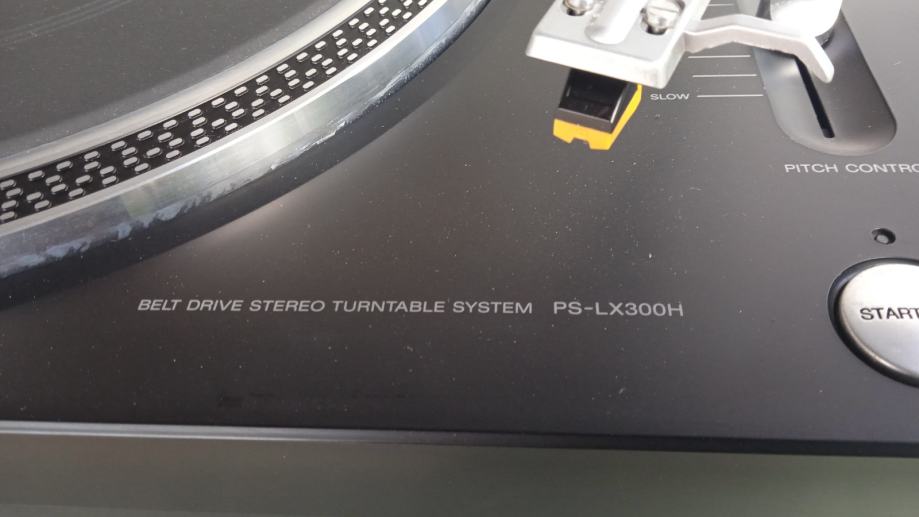 SLOW
PITCH CONTRO
BELT DRIVE STEREO TURNTABLE SYSTEM PS-LX300H
START